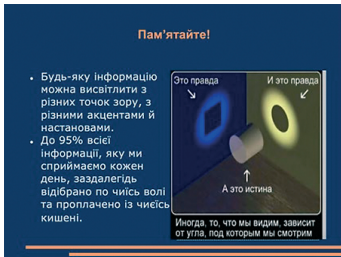 Пам'ятайте!
Будь-яку інформацію
можна висвітлити з
різних точок зору, з
різними акцентами й
настановами.
До 95% всієї
інформації, яку ми
сприймаємо кожен
день, заздалегідь
відібрано по чиїсь волі
та проплачено із чиєїсь
кишені.
Это правда
И это правда
А это истина
Иногда, то, что мы видим, зависит
от угла, под которым мы смотрим